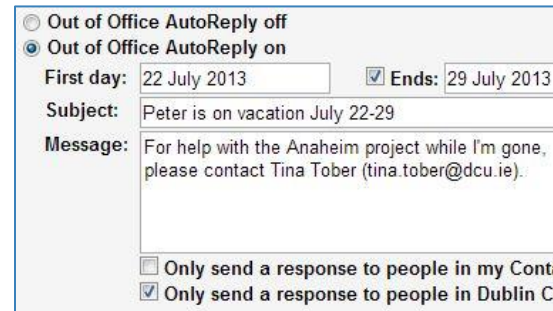 Out of Office AutoReply off
Out of Office AutoReply on
First day: 22 July 2013 Ends: 29 July 2013
Subject: Peter is on vacation July 22-29
Message: For help with the Anaheim project while I'm gone,
please contact Tina Tober (tina.tober@dcu.ie).
Only send a response to people in my
Only send a response to people in Dublin